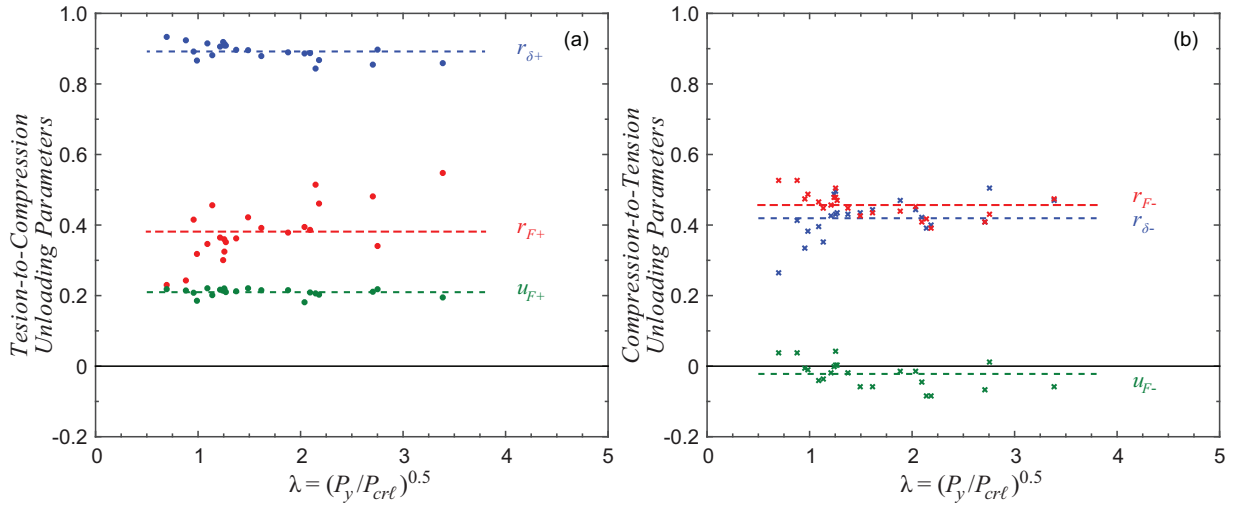 Tesion-to-Compression
Unloading Parameters
1.0
0.8
0.6
0.4
0.2
0
-0.2
(a)
rδ+
rF+
uF+
0 1 2 3 4 5
λ = (Py/Pcrℓ)0.5
Compression-to-Tension
Unloading Parameters
1.0
0.8
0.6
0.4
0.2
0
-0.2
(b)
rF-
rδ-
uF-
0 1 2 3 4 5
λ = (Py/Pcrℓ)0.5